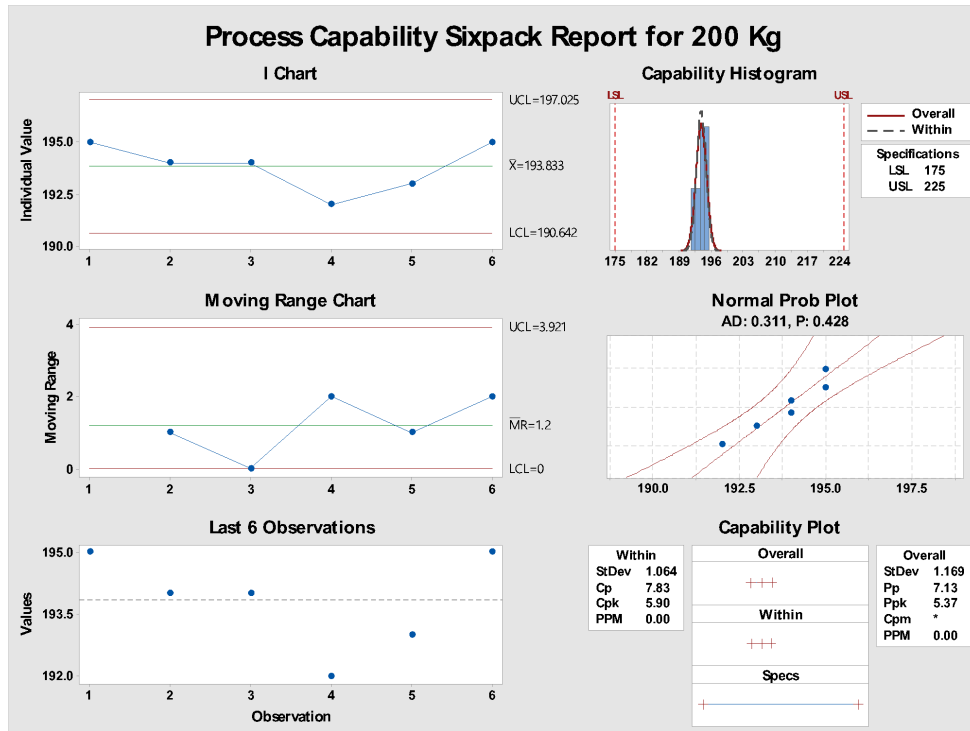 Process Capability Sixpack Report for 200 Kg
I Chart
Individual Value
195.0
192.5
190.0
1 2 3 4 5 6
UCL=197.025
X̄=193.833
LCL=190.642
Capability Histogram
LSL USL
175 182 189 196 203 210 217 224
Overall
Within
Specifications
LSL 175
USL 225
Moving Range Chart
Moving Range
4
2
0
1 2 3 4 5 6
UCL=3.921
M̅R̅=1.2
LCL=0
Normal Prob Plot
AD: 0.311, P: 0.428
190.0 192.5 195.0 197.5
Last 6 Observations
Values
195.0
193.5
192.0
1 2 3 4 5 6
Observation
Capability Plot
Within
StDev 1.064
Cp 7.83
Cpk 5.90
PPM 0.00
Overall
Within
Specs
Overall
StDev 1.169
Pp 7.13
Ppk 5.37
Cpm *
PPM 0.00